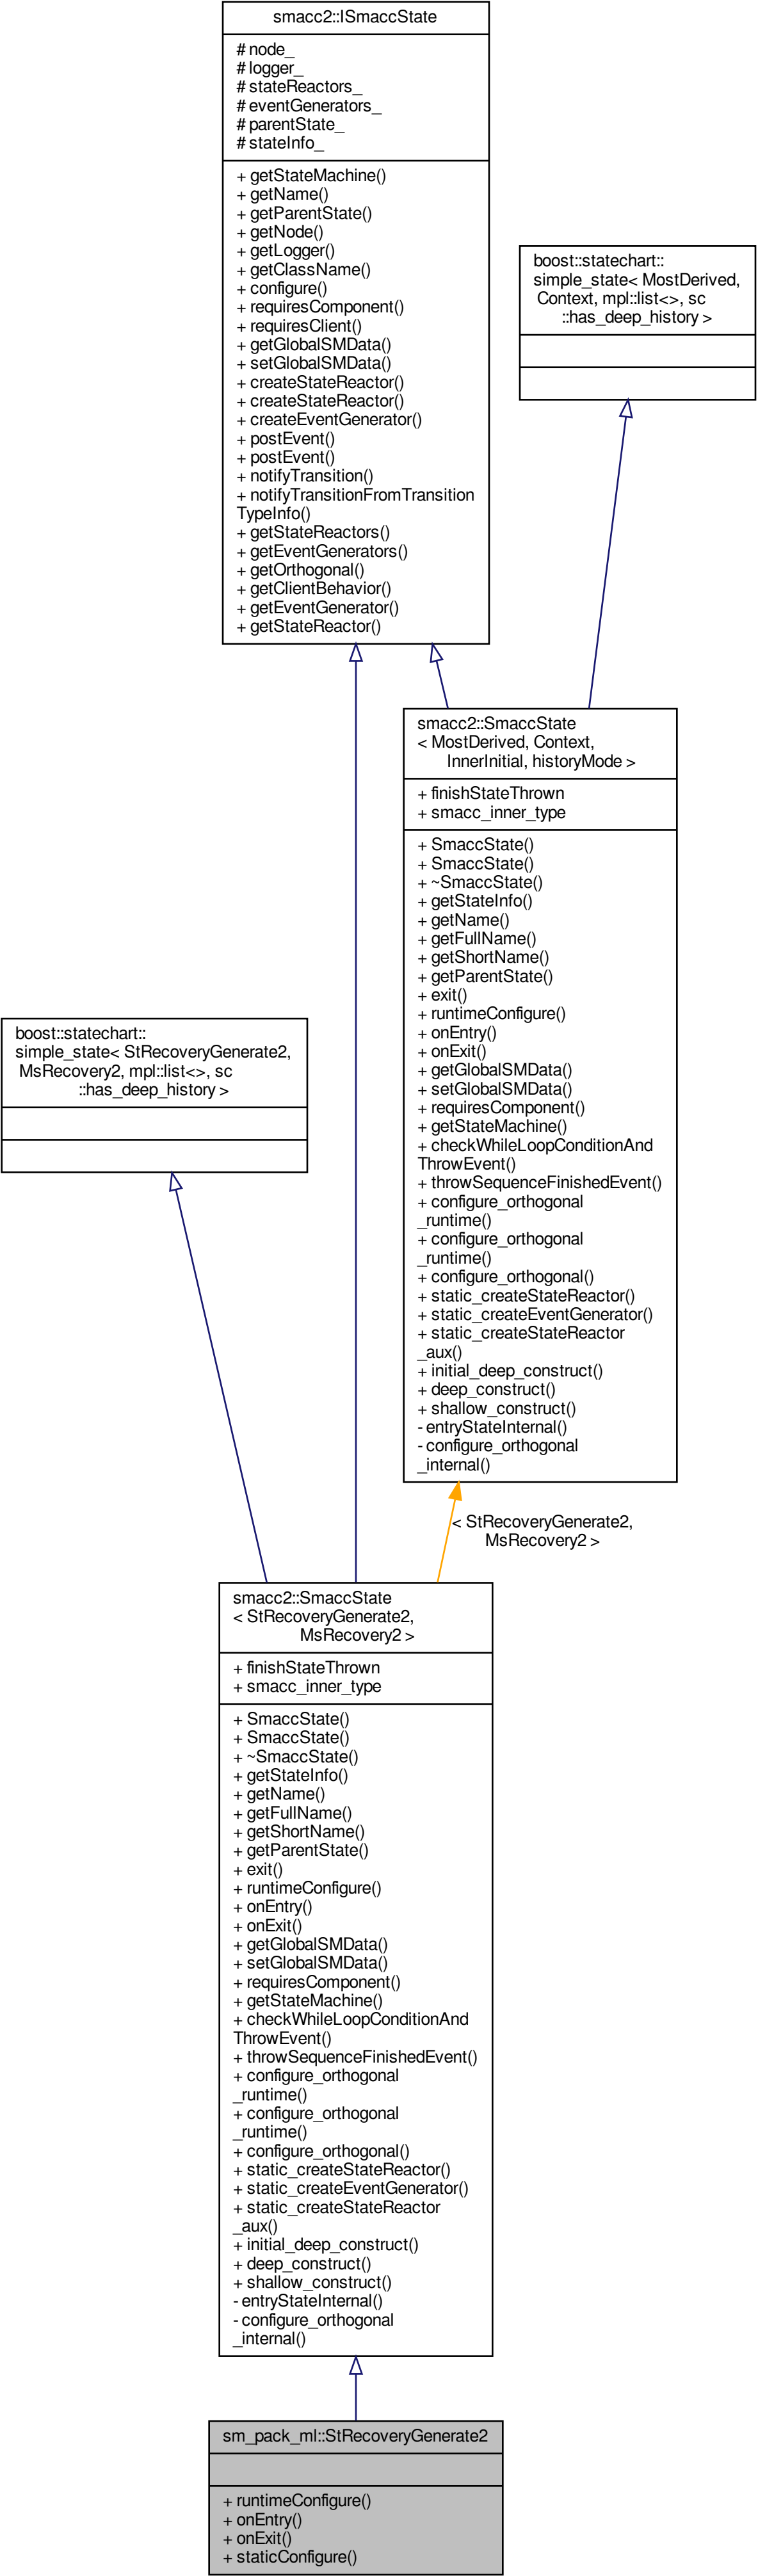 smacc2::ISmaccState
# node_
# logger_
# stateReactors_
# eventGenerators_
# parentState_
# stateInfo_
+ getStateMachine()
+ getName()
+ getParentState()
+ getNode()
+ getLogger()
+ getClassName()
+ configure()
+ requiresComponent()
+ requiresClient()
+ getGlobalSMData()
+ setGlobalSMData()
+ createStateReactor()
+ createStateReactor()
+ createEventGenerator()
+ postEvent()
+ postEvent()
+ notifyTransition()
+ notifyTransitionFromTransition
TypeInfo()
+ getStateReactors()
+ getEventGenerators()
+ getOrthogonal()
+ getClientBehavior()
+ getEventGenerator()
+ getStateReactor()
boost::statechart::
simple_state< MostDerived,
Context, mpl::list<>, sc
::has_deep_history >
smacc2::SmaccState
< MostDerived, Context,
InnerInitial, historyMode >
+ finishStateThrown
+ smacc_inner_type
+ SmaccState()
+ SmaccState()
+ ~SmaccState()
+ getStateInfo()
+ getName()
+ getFullName()
+ getShortName()
+ getParentState()
+ exit()
+ runtimeConfigure()
+ onEntry()
+ onExit()
+ getGlobalSMData()
+ setGlobalSMData()
+ requiresComponent()
+ getStateMachine()
+ checkWhileLoopConditionAnd
ThrowEvent()
+ throwSequenceFinishedEvent()
+ configure_orthogonal
_runtime()
+ configure_orthogonal
_runtime()
+ configure_orthogonal()
+ static_createStateReactor()
+ static_createEventGenerator()
+ static_createStateReactor
_aux()
+ initial_deep_construct()
+ deep_construct()
+ shallow_construct()
- entryStateInternal()
- configure_orthogonal
_internal()
boost::statechart::
simple_state< StRecoveryGenerate2,
MsRecovery2, mpl::list<>, sc
::has_deep_history >
< StRecoveryGenerate2,
MsRecovery2 >
smacc2::SmaccState
< StRecoveryGenerate2,
MsRecovery2 >
+ finishStateThrown
+ smacc_inner_type
+ SmaccState()
+ SmaccState()
+ ~SmaccState()
+ getStateInfo()
+ getName()
+ getFullName()
+ getShortName()
+ getParentState()
+ exit()
+ runtimeConfigure()
+ onEntry()
+ onExit()
+ getGlobalSMData()
+ setGlobalSMData()
+ requiresComponent()
+ getStateMachine()
+ checkWhileLoopConditionAnd
ThrowEvent()
+ throwSequenceFinishedEvent()
+ configure_orthogonal
_runtime()
+ configure_orthogonal
_runtime()
+ configure_orthogonal()
+ static_createStateReactor()
+ static_createEventGenerator()
+ static_createStateReactor
_aux()
+ initial_deep_construct()
+ deep_construct()
+ shallow_construct()
- entryStateInternal()
- configure_orthogonal
_internal()
sm_pack_ml::StRecoveryGenerate2
+ runtimeConfigure()
+ onEntry()
+ onExit()
+ staticConfigure()